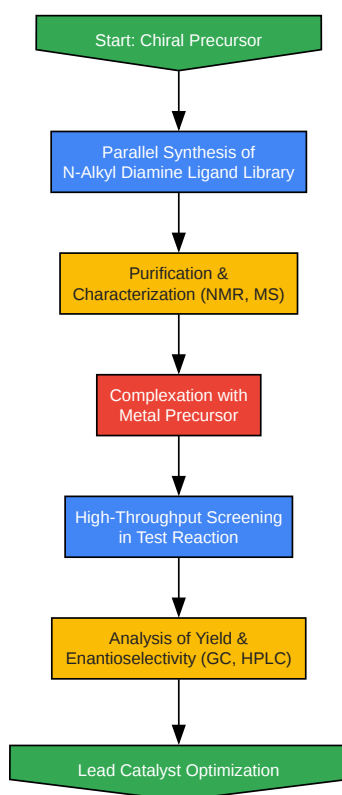 Start: Chiral Precursor
Parallel Synthesis of
N-Alkyl Diamine Ligand Library
Purification &
Characterization (NMR, MS)
Complexation with
Metal Precursor
High-Throughput Screening
in Test Reaction
Analysis of Yield &
Enantioselectivity (GC, HPLC)
Lead Catalyst Optimization